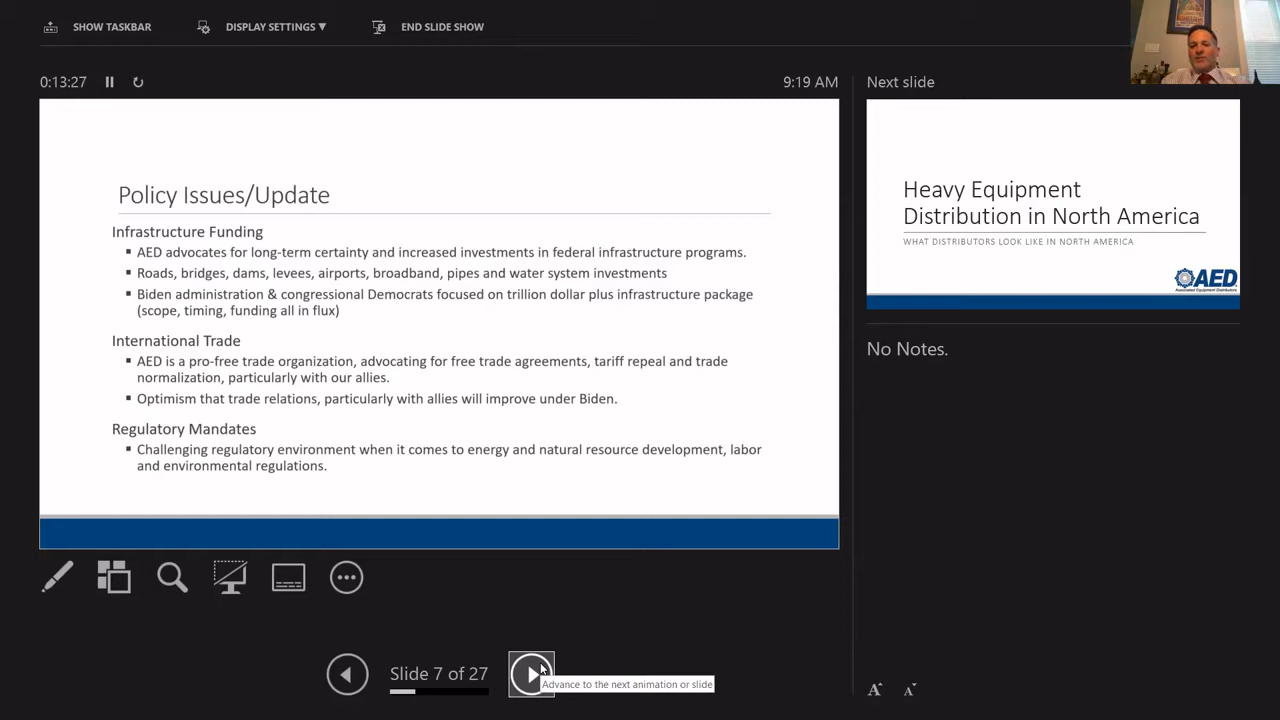 SHOW TASKBAR
DISPLAY SETTINGS ▼
END SLIDE SHOW
0:13:27
9:19 AM
Next slide
Policy Issues/Update
Infrastructure Funding
▪ AED advocates for long-term certainty and increased investments in federal infrastructure programs.
▪ Roads, bridges, dams, levees, airports, broadband, pipes and water system investments
▪ Biden administration & congressional Democrats focused on trillion dollar plus infrastructure package
(scope, timing, funding all in flux)
International Trade
▪ AED is a pro-free trade organization, advocating for free trade agreements, tariff repeal and trade
normalization, particularly with our allies.
▪ Optimism that trade relations, particularly with allies will improve under Biden.
Regulatory Mandates
▪ Challenging regulatory environment when it comes to energy and natural resource development, labor
and environmental regulations.
Heavy Equipment
Distribution in North America
WHAT DISTRIBUTORS LOOK LIKE IN NORTH AMERICA
AED
Associated Equipment Distributors
No Notes.
Slide 7 of 27
Advance to the next animation or slide
A A